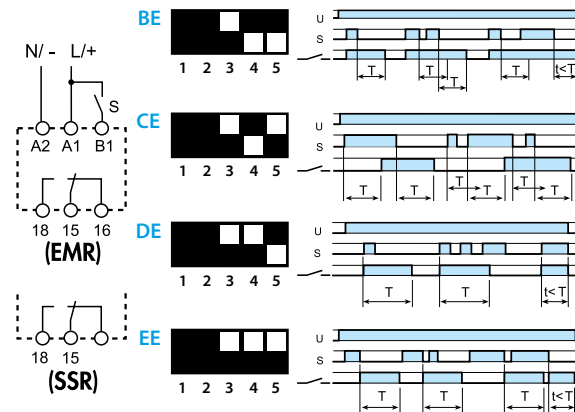 N/ - L/+
S
A2 A1 B1
18 15 16
(EMR)
18 15
(SSR)
BE
1 2 3 4 5
U
S
T T T t<T
T
CE
1 2 3 4 5
U
S
T T
T T T T
DE
1 2 3 4 5
U
S
T T t<T
EE
1 2 3 4 5
U
S
T T T t<T